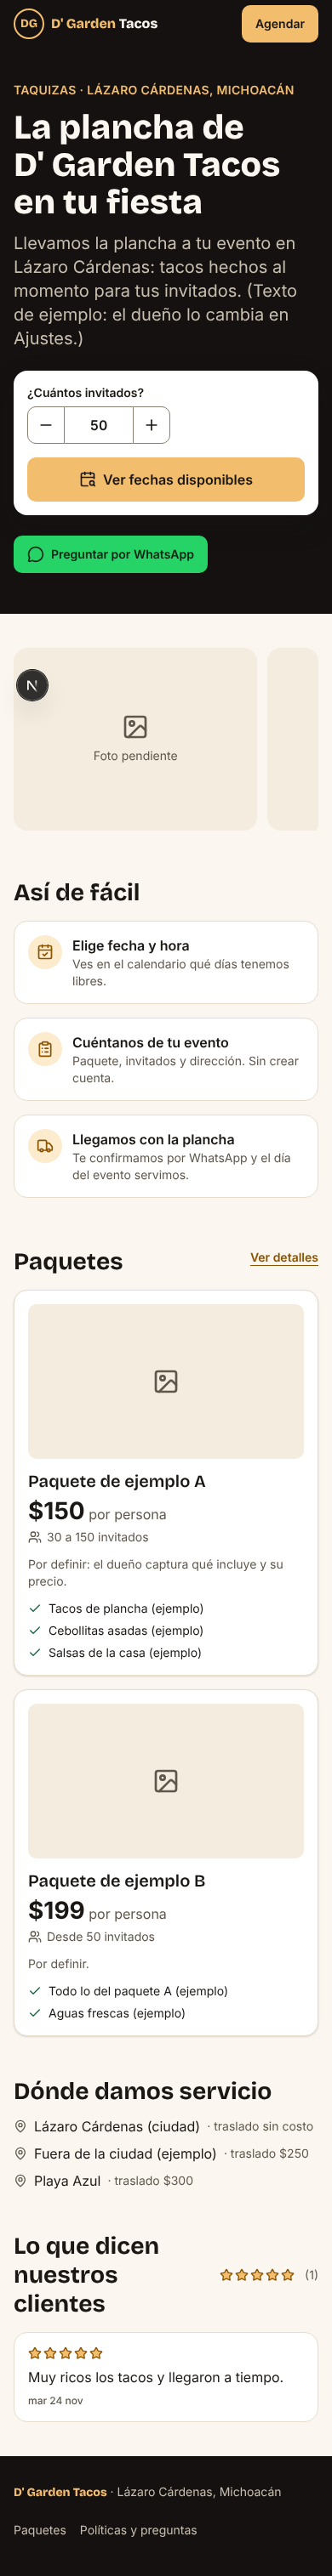 DG D' Garden Tacos
Agendar
TAQUIZAS · LÁZARO CÁRDENAS, MICHOACÁN
La plancha de
D' Garden Tacos
en tu fiesta
Llevamos la plancha a tu evento en
Lázaro Cárdenas: tacos hechos al
momento para tus invitados. (Texto
de ejemplo: el dueño lo cambia en
Ajustes.)
¿Cuántos invitados?
50
Ver fechas disponibles
Preguntar por WhatsApp
N
Foto pendiente
Así de fácil
Elige fecha y hora
Ves en el calendario qué días tenemos
libres.
Cuéntanos de tu evento
Paquete, invitados y dirección. Sin crear
cuenta.
Llegamos con la plancha
Te confirmamos por WhatsApp y el día
del evento servimos.
Paquetes
Ver detalles
Paquete de ejemplo A
$150 por persona
30 a 150 invitados
Por definir: el dueño captura qué incluye y su
precio.
Tacos de plancha (ejemplo)
Cebollitas asadas (ejemplo)
Salsas de la casa (ejemplo)
Paquete de ejemplo B
$199 por persona
Desde 50 invitados
Por definir.
Todo lo del paquete A (ejemplo)
Aguas frescas (ejemplo)
Dónde damos servicio
Lázaro Cárdenas (ciudad) · traslado sin costo
Fuera de la ciudad (ejemplo) · traslado $250
Playa Azul · traslado $300
Lo que dicen
nuestros
clientes
(1)
Muy ricos los tacos y llegaron a tiempo.
mar 24 nov
D' Garden Tacos · Lázaro Cárdenas, Michoacán
Paquetes Políticas y preguntas